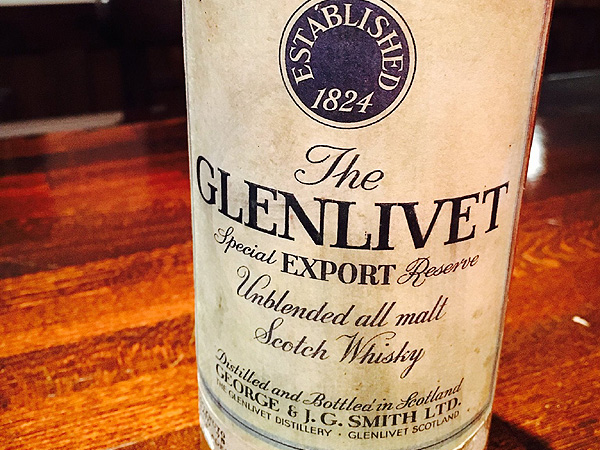 ESTABLISHED
1824
The
GLENLIVET
Special EXPORT Reserve
Unblended all malt
Scotch Whisky
Distilled and Bottled in Scotland
GEORGE & J. G. SMITH LTD.
THE GLENLIVET DISTILLERY · GLENLIVET SCOTLAND